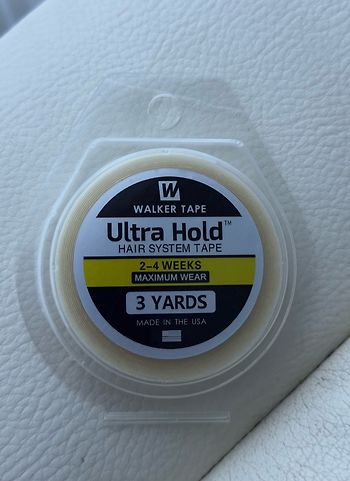 W
WALKER TAPE
Ultra Hold™
HAIR SYSTEM TAPE
2-4 WEEKS
MAXIMUM WEAR
3 YARDS
MADE IN THE USA